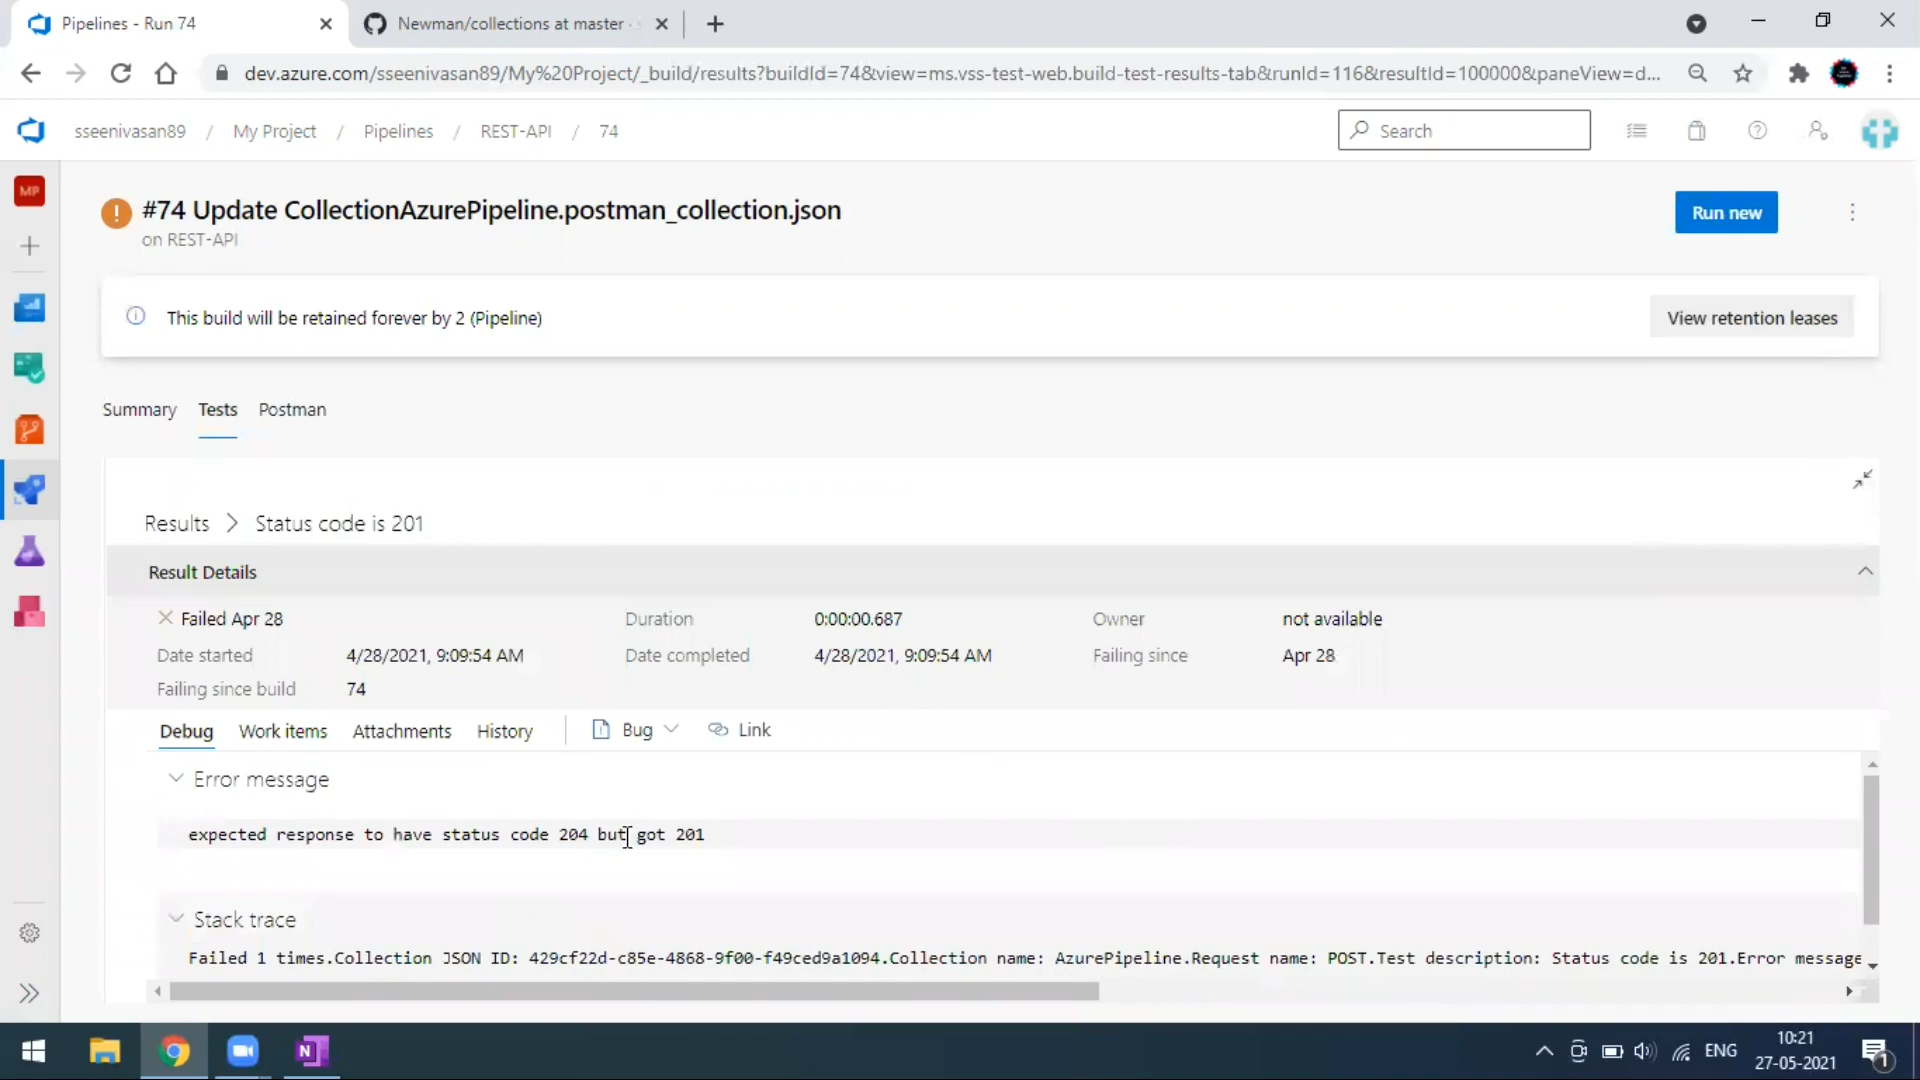 Pipelines - Run 74
Newman/collections at master
dev.azure.com/sseenivasan89/My%20Project/_build/results?buildId=74&view=ms.vss-test-web.build-test-results-tab&runId=116&resultId=100000&paneView=d...
sseenivasan89 / My Project / Pipelines / REST-API / 74
Search
MP
#74 Update CollectionAzurePipeline.postman_collection.json
on REST-API
Run new
This build will be retained forever by 2 (Pipeline)
View retention leases
Summary Tests Postman
Results > Status code is 201
Result Details
Failed Apr 28 Duration 0:00:00.687 Owner not available
Date started 4/28/2021, 9:09:54 AM Date completed 4/28/2021, 9:09:54 AM Failing since Apr 28
Failing since build 74
Debug Work items Attachments History Bug Link
Error message
expected response to have status code 204 but got 201
Stack trace
Failed 1 times.Collection JSON ID: 429cf22d-c85e-4868-9f00-f49ced9a1094.Collection name: AzurePipeline.Request name: POST.Test description: Status code is 201.Error message
N
ENG
10:21
27-05-2021
1